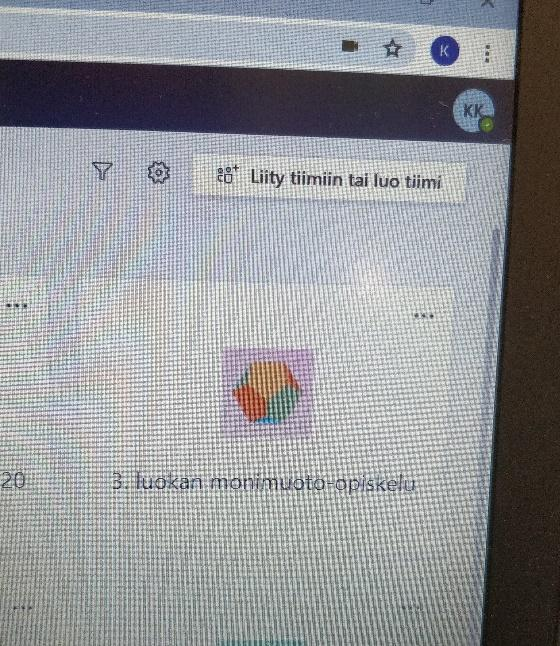 K
KK
Liity tiimiin tai luo tiimi
20
3. luokan monimuoto-opiskelu